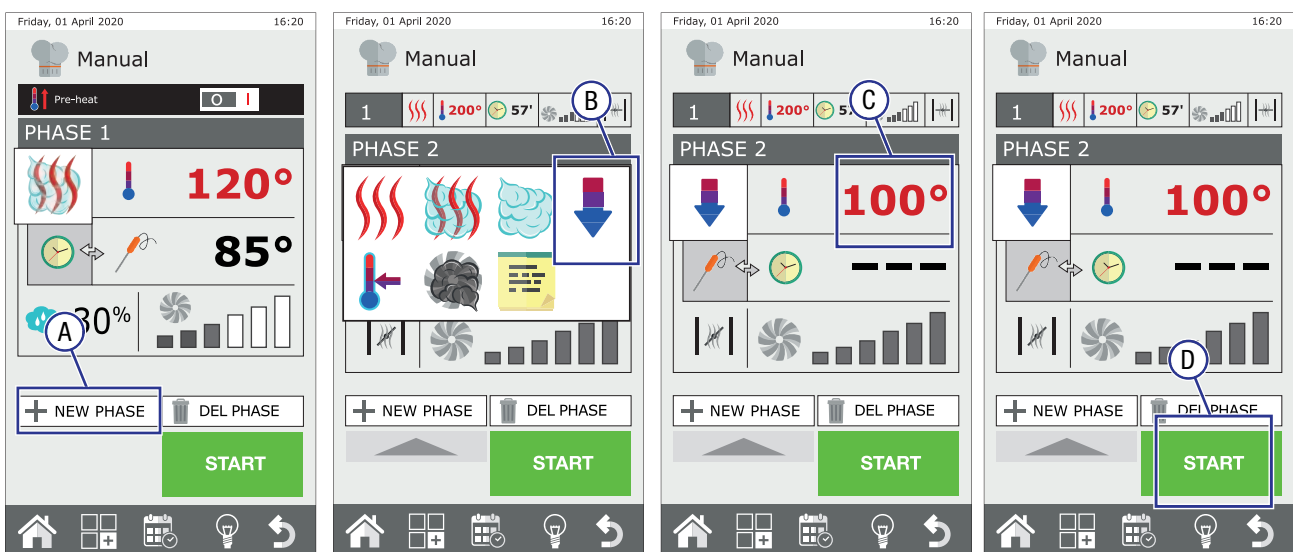 Friday, 01 April 2020 16:20
Manual
Pre-heat O I
PHASE 1
120°
85°
30%
A
+ NEW PHASE DEL PHASE
START
Friday, 01 April 2020 16:20
Manual
B
1 200° 57'
PHASE 2
+ NEW PHASE DEL PHASE
START
Friday, 01 April 2020 16:20
Manual
C
1 200° 5
PHASE 2
100°
---
+ NEW PHASE DEL PHASE
START
Friday, 01 April 2020 16:20
Manual
1 200° 57'
PHASE 2
100°
---
D
+ NEW PHASE DEL PHASE
START